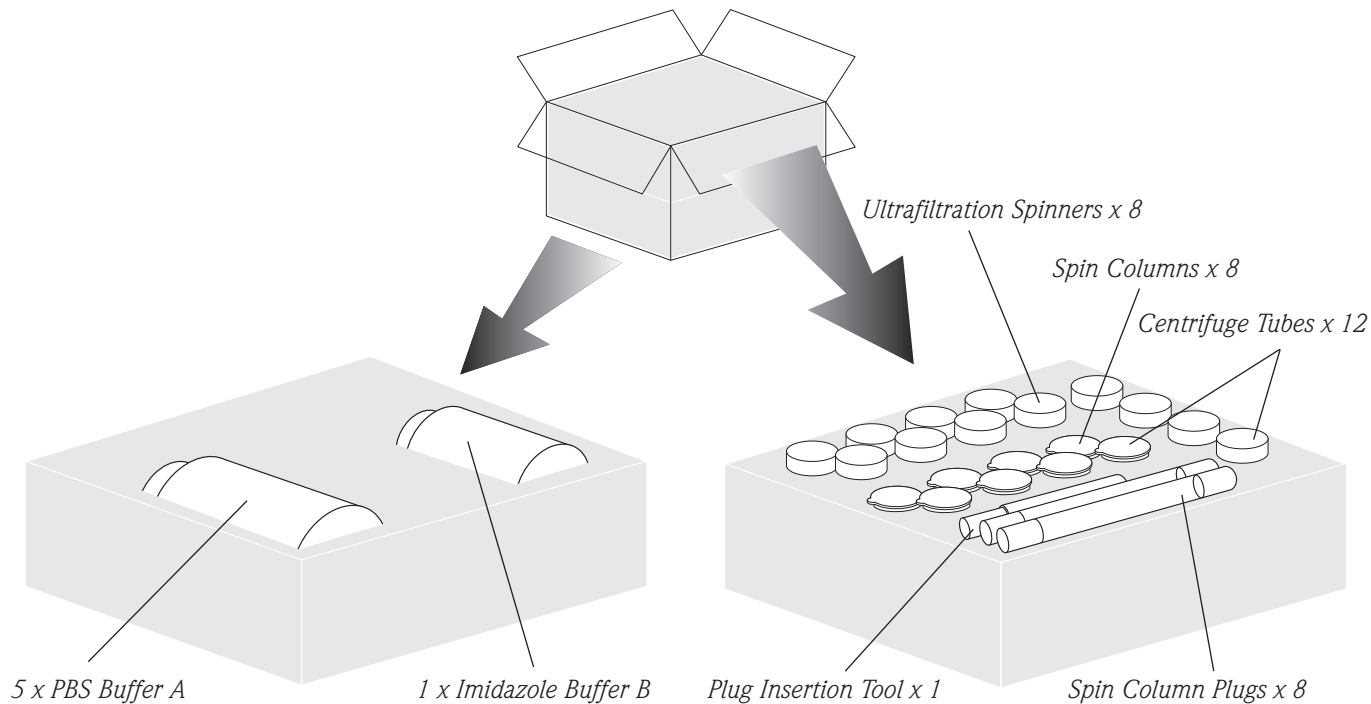 Ultrafiltration Spinners x 8
Spin Columns x 8
Centrifuge Tubes x 12
5 x PBS Buffer A
1 x Imidazole Buffer B
Plug Insertion Tool x 1
Spin Column Plugs x 8